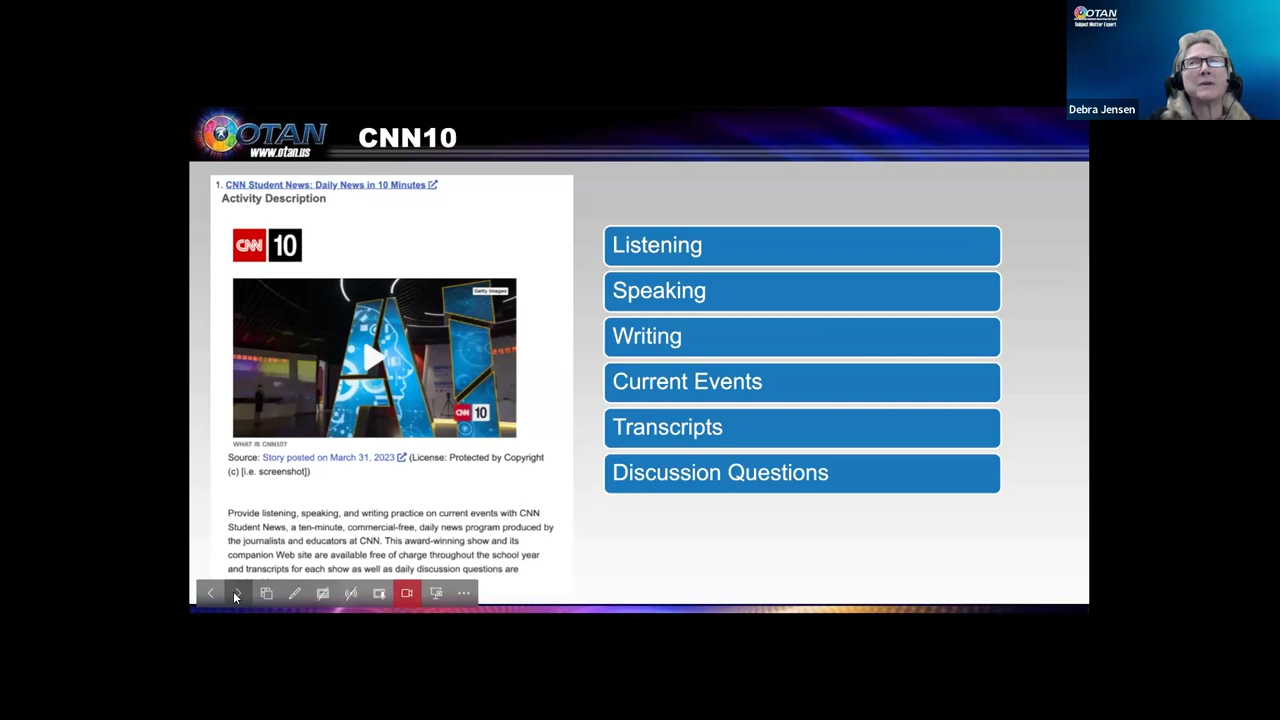 OTAN
Subject Matter Expert
Debra Jensen
OTAN
www.otan.us
CNN10
1. CNN Student News: Daily News in 10 Minutes
Activity Description
CNN 10
Getty Images
AI
CNN 10
WHAT IS CNN10?
Source: Story posted on March 31, 2023 (License: Protected by Copyright
(c) [i.e. screenshot])
Provide listening, speaking, and writing practice on current events with CNN
Student News, a ten-minute, commercial-free, daily news program produced by
the journalists and educators at CNN. This award-winning show and its
companion Web site are available free of charge throughout the school year
and transcripts for each show as well as daily discussion questions are
Listening
Speaking
Writing
Current Events
Transcripts
Discussion Questions